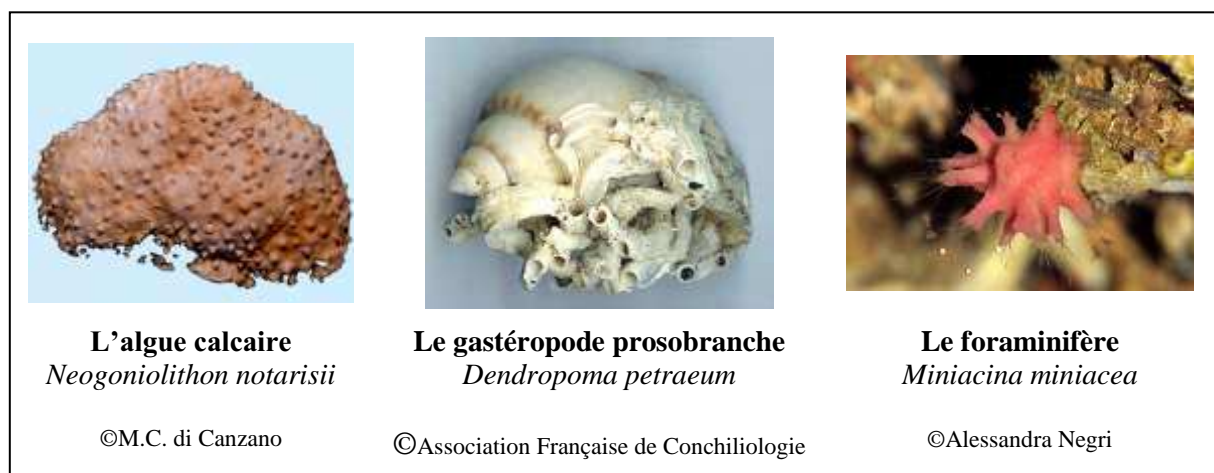 L'algue calcaire
Neogoniolithon notarisii
©M.C. di Canzano
Le gastéropode prosobranche
Dendropoma petraeum
©Association Française de Conchiliologie
Le foraminifère
Miniacina miniacea
©Alessandra Negri